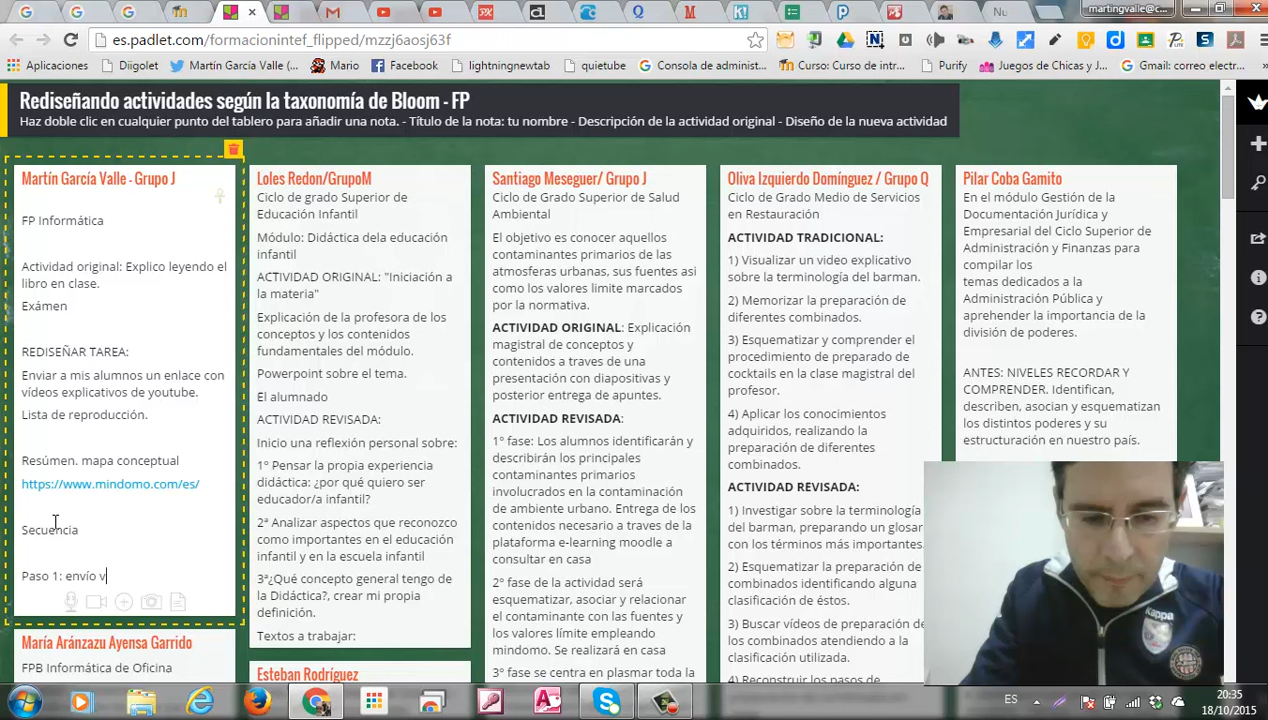 martingvalle@c...
Nu
es.padlet.com/formacionintef_flipped/mzzj6aosj63f
Aplicaciones
Diigolet
Martín García Valle (...
Mario
Facebook
lightningnewtab
quietube
Consola de administ...
Curso: Curso de intr...
Purify
Juegos de Chicas y J...
Gmail: correo electr...
Rediseñando actividades según la taxonomía de Bloom - FP
Haz doble clic en cualquier punto del tablero para añadir una nota. - Título de la nota: tu nombre - Descripción de la actividad original - Diseño de la nueva actividad
Martín García Valle - Grupo J
FP Informática
Actividad original: Explico leyendo el
libro en clase.
Exámen
REDISEÑAR TAREA:
Enviar a mis alumnos un enlace con
vídeos explicativos de youtube.
Lista de reproducción.
Resúmen. mapa conceptual
https://www.mindomo.com/es/
Secuencia
Paso 1: envío v
María Aránzazu Ayensa Garrido
FPB Informática de Oficina
Loles Redon/GrupoM
Ciclo de grado Superior de
Educación Infantil
Módulo: Didáctica dela educación
infantil
ACTIVIDAD ORIGINAL: "Iniciación a
la materia"
Explicación de la profesora de los
conceptos y los contenidos
fundamentales del módulo.
Powerpoint sobre el tema.
El alumnado
ACTIVIDAD REVISADA:
Inicio una reflexión personal sobre:
1º Pensar la propia experiencia
didáctica: ¿por qué quiero ser
educador/a infantil?
2ª Analizar aspectos que reconozco
como importantes en el educación
infantil y en la escuela infantil
3ª¿Qué concepto general tengo de
la Didáctica?, crear mi propia
definición.
Textos a trabajar:
Esteban Rodríguez
Santiago Meseguer/ Grupo J
Ciclo de Grado Superior de Salud
Ambiental
El objetivo es conocer aquellos
contaminantes primarios de las
atmosferas urbanas, sus fuentes asi
como los valores limite marcados
por la normativa.
ACTIVIDAD ORIGINAL: Explicación
magistral de conceptos y
contenidos a traves de una
presentación con diapositivas y
posterior entrega de apuntes.
ACTIVIDAD REVISADA:
1º fase: Los alumnos identificarán y
describirán los principales
contaminantes primarios
involucrados en la contaminación
de ambiente urbano. Entrega de los
contenidos necesario a traves de la
plataforma e-elearning moodle a
consultar en casa
2º fase de la actividad será
esquematizar, asociar y relacionar
el contaminante con las fuentes y
los valores límite empleando
mindomo. Se realizará en casa
3º fase se centra en plasmar toda la
Oliva Izquierdo Domínguez / Grupo Q
Ciclo de Grado Medio de Servicios
en Restauración
ACTIVIDAD TRADICIONAL:
1) Visualizar un video explicativo
sobre la terminología del barman.
2) Memorizar la preparación de
diferentes combinados.
3) Esquematizar y comprender el
procedimiento de preparado de
cocktails en la clase magistral del
profesor.
4) Aplicar los conocimientos
adquiridos, realizando la
preparación de diferentes
combinados.
ACTIVIDAD REVISADA:
1) Investigar sobre la terminología
del barman, preparando un glosar
con los términos más importantes.
2) Esquematizar la preparación de
combinados identificando alguna
clasificación de éstos.
3) Buscar vídeos de preparación de
los combinados atendiendo a la
clasificación utilizada.
4) Reconstruir los pasos de
Pilar Coba Gamito
En el módulo Gestión de la
Documentación Jurídica y
Empresarial del Ciclo Superior de
Administración y Finanzas para
compilar los
temas dedicados a la
Administración Pública y
aprehender la importancia de la
división de poderes.
ANTES: NIVELES RECORDAR Y
COMPRENDER. Identifican,
describen, asocian y esquematizan
los distintos poderes y su
estructuración en nuestro país.
Kappa
ES
20:35
18/10/2015